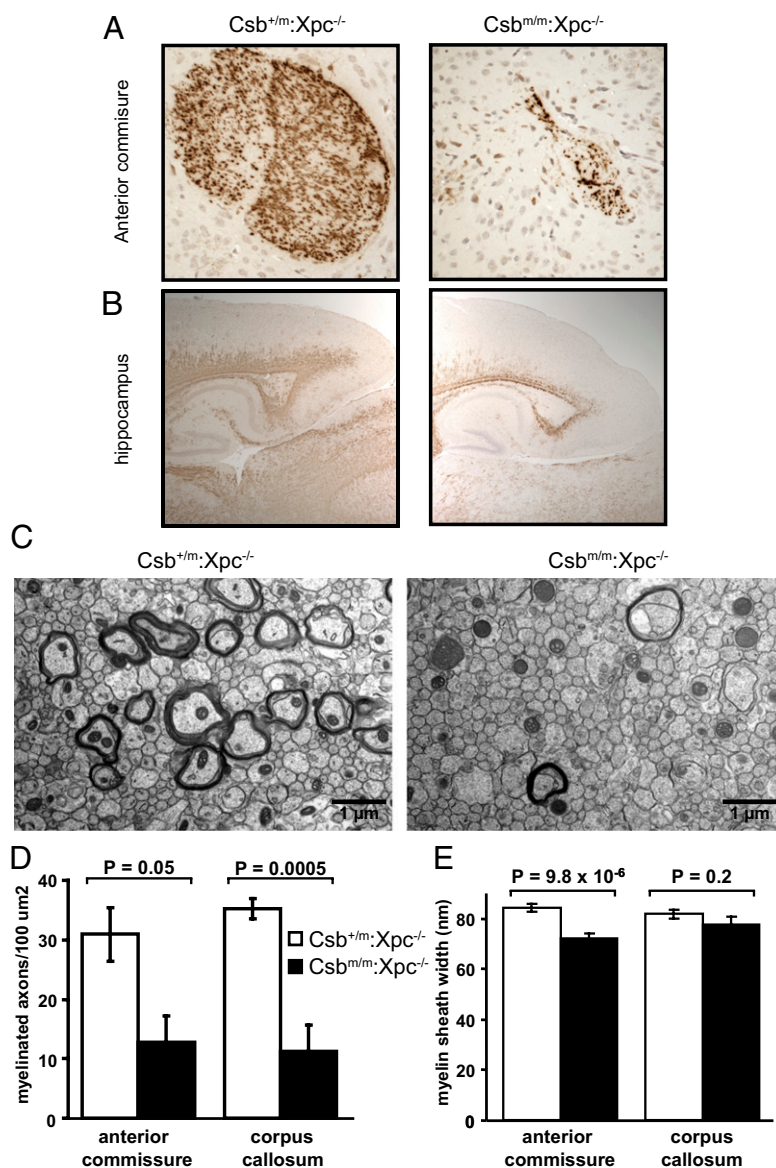 A
Csb+/m:Xpc-/-
Csbm/m:Xpc-/-
Anterior commisure
B
hippocampus
C
Csb+/m:Xpc-/-
Csbm/m:Xpc-/-
1 µm
1 µm
D
P = 0.05
P = 0.0005
myelinated axons/100 um2
40
30
20
10
0
Csb+/m:Xpc-/-
Csbm/m:Xpc-/-
anterior
commissure
corpus
callosum
E
P = 9.8 x 10-6
P = 0.2
myelin sheath width (nm)
80
60
40
20
0
anterior
commissure
corpus
callosum